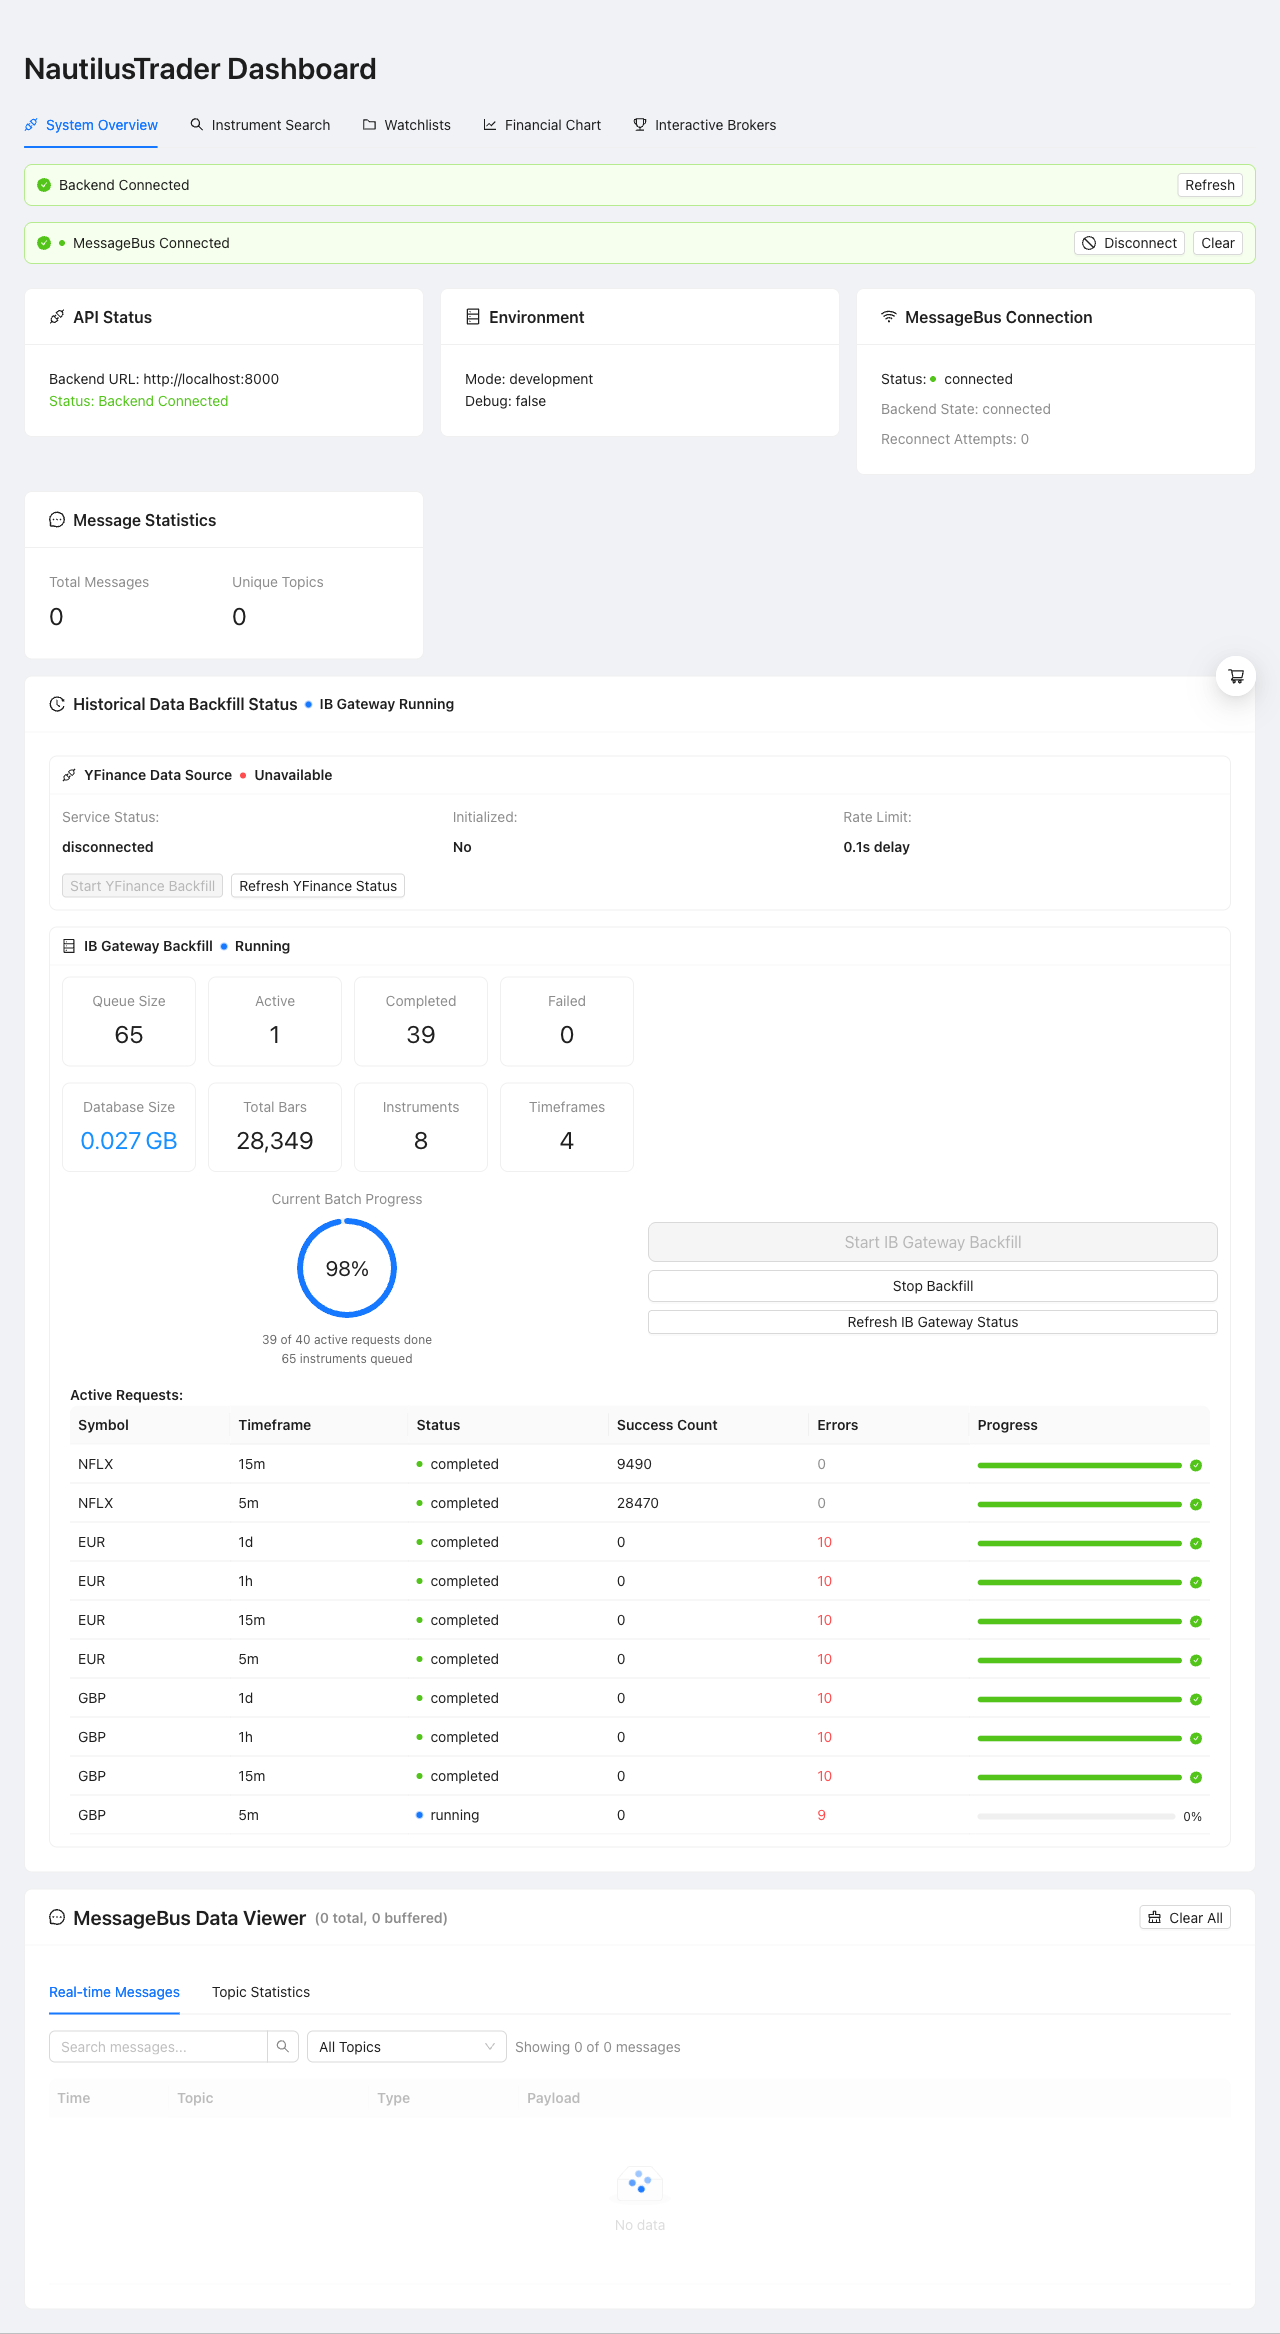 NautilusTrader Dashboard
System Overview Instrument Search Watchlists Financial Chart Interactive Brokers
Backend Connected Refresh
MessageBus Connected Disconnect Clear
API Status
Backend URL: http://localhost:8000
Status: Backend Connected
Environment
Mode: development
Debug: false
MessageBus Connection
Status: connected
Backend State: connected
Reconnect Attempts: 0
Message Statistics
Total Messages Unique Topics
0 0
Historical Data Backfill Status IB Gateway Running
YFinance Data Source Unavailable
Service Status: Initialized: Rate Limit:
disconnected No 0.1s delay
Start YFinance Backfill Refresh YFinance Status
IB Gateway Backfill Running
Queue Size Active Completed Failed
65 1 39 0
Database Size Total Bars Instruments Timeframes
0.027 GB 28,349 8 4
Current Batch Progress
98%
39 of 40 active requests done
65 instruments queued
Start IB Gateway Backfill
Stop Backfill
Refresh IB Gateway Status
Active Requests:
Symbol Timeframe Status Success Count Errors Progress
NFLX 15m completed 9490 0
NFLX 5m completed 28470 0
EUR 1d completed 0 10
EUR 1h completed 0 10
EUR 15m completed 0 10
EUR 5m completed 0 10
GBP 1d completed 0 10
GBP 1h completed 0 10
GBP 15m completed 0 10
GBP 5m running 0 9 0%
MessageBus Data Viewer (0 total, 0 buffered) Clear All
Real-time Messages Topic Statistics
Search messages... All Topics Showing 0 of 0 messages
Time Topic Type Payload
No data